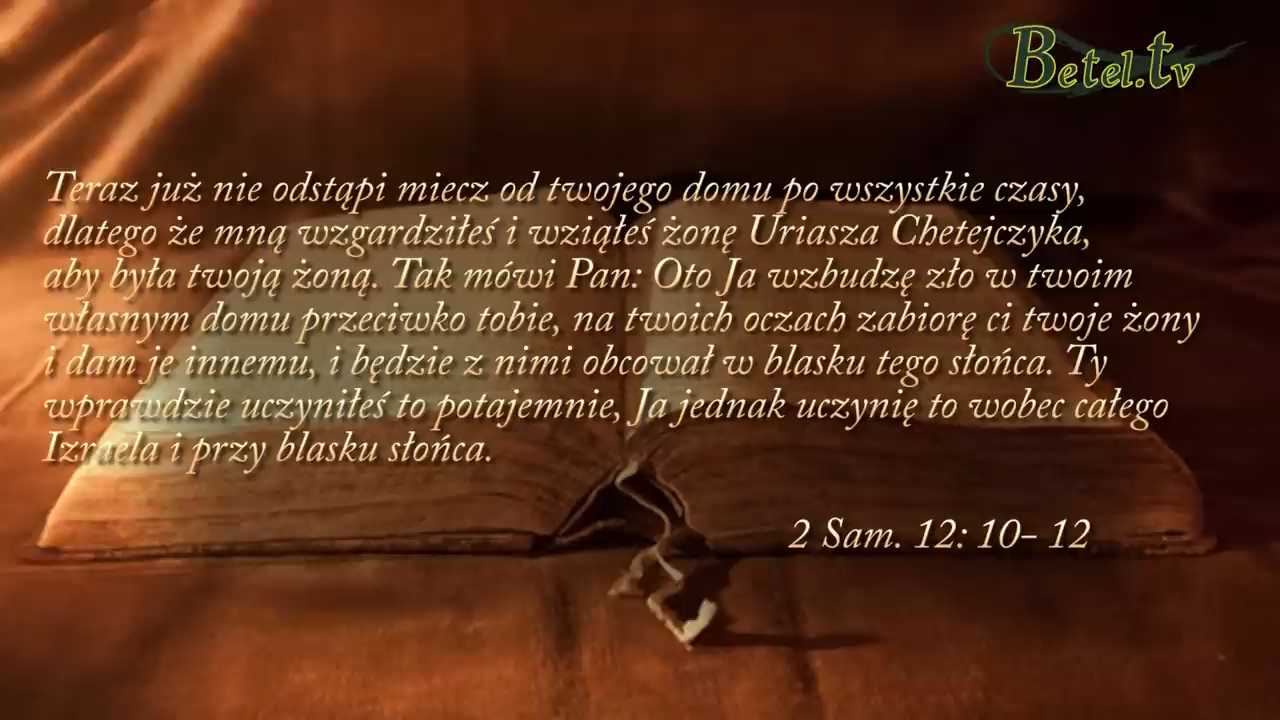 Betel.tv
Teraz już nie odstąpi miecz od twojego domu po wszystkie czasy,
dlatego że mną wzgardziłeś i wziąłeś żonę Uriasza Chetejczyka,
aby była twoją żoną. Tak mówi Pan: Oto Ja wzbudzę zło w twoim
własnym domu przeciwko tobie, na twoich oczach zabiorę ci twoje żony
i dam je innemu, i będzie z nimi obcował w blasku tego słońca. Ty
wprawdzie uczyniłeś to potajemnie, Ja jednak uczynię to wobec całego
Izraela i przy blasku słońca.
2 Sam. 12: 10- 12